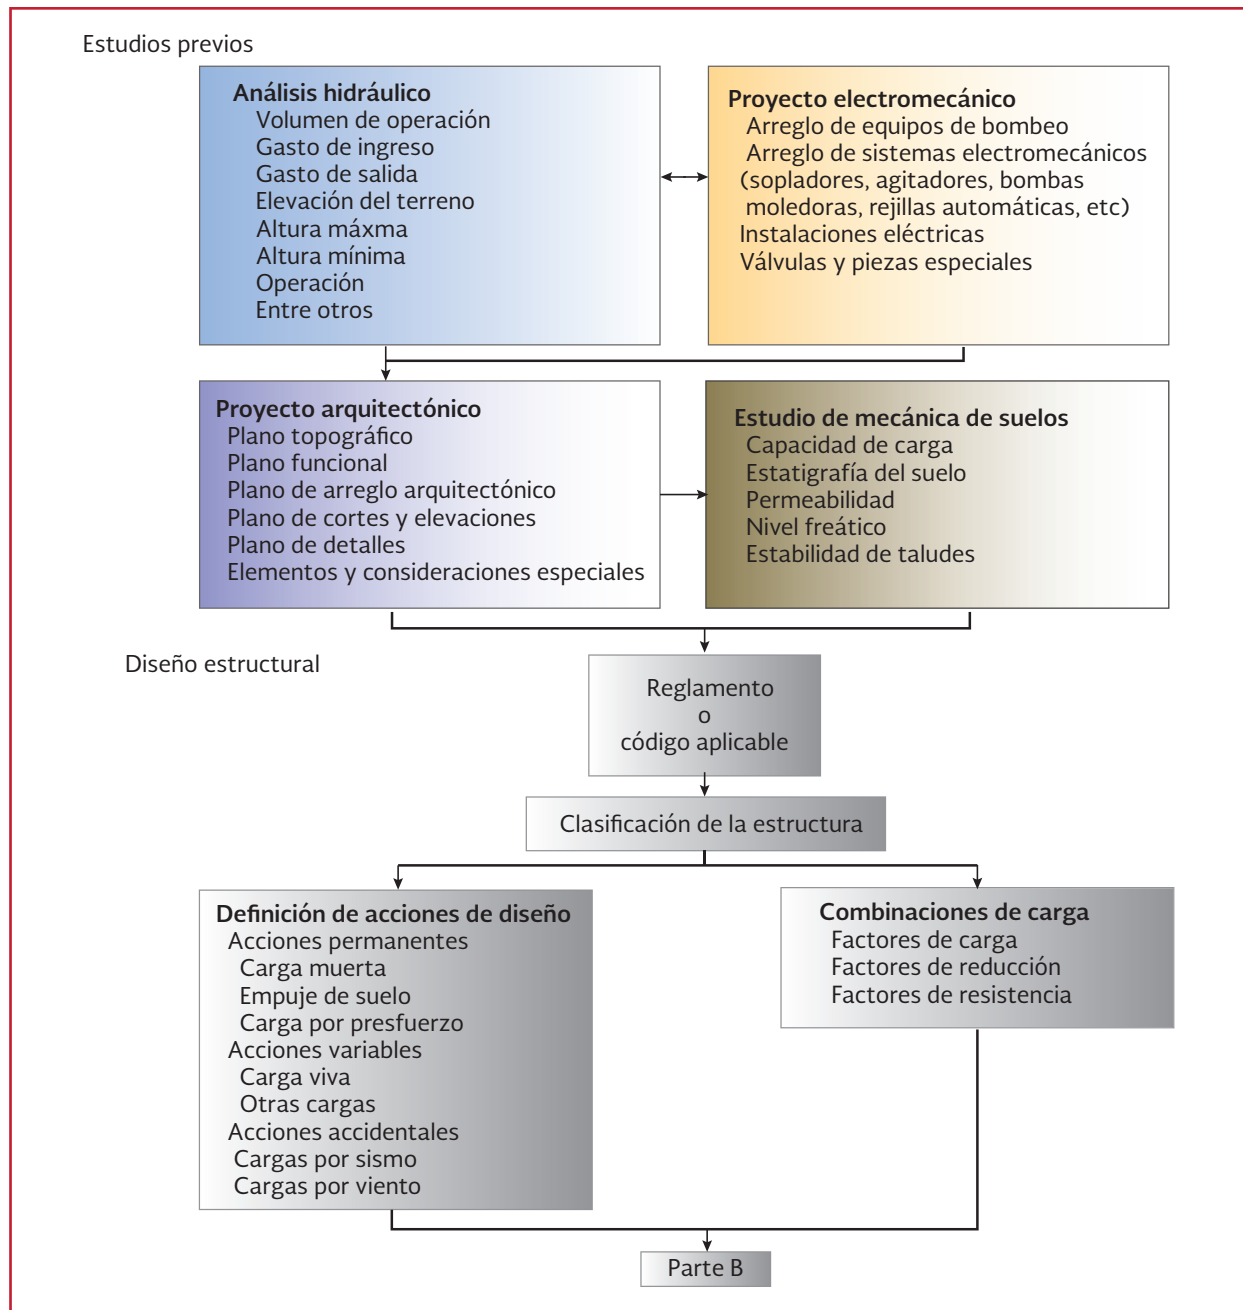 Estudios previos
Análisis hidráulico
Volumen de operación
Gasto de ingreso
Gasto de salida
Elevación del terreno
Altura máxma
Altura mínima
Operación
Entre otros
Proyecto electromecánico
Arreglo de equipos de bombeo
Arreglo de sistemas electromecánicos
(sopladores, agitadores, bombas
moledoras, rejillas automáticas, etc)
Instalaciones eléctricas
Válvulas y piezas especiales
Proyecto arquitectónico
Plano topográfico
Plano funcional
Plano de arreglo arquitectónico
Plano de cortes y elevaciones
Plano de detalles
Elementos y consideraciones especiales
Estudio de mecánica de suelos
Capacidad de carga
Estatigrafía del suelo
Permeabilidad
Nivel freático
Estabilidad de taludes
Diseño estructural
Reglamento
o
código aplicable
Clasificación de la estructura
Definición de acciones de diseño
Acciones permanentes
Carga muerta
Empuje de suelo
Carga por presfuerzo
Acciones variables
Carga viva
Otras cargas
Acciones accidentales
Cargas por sismo
Cargas por viento
Combinaciones de carga
Factores de carga
Factores de reducción
Factores de resistencia
Parte B